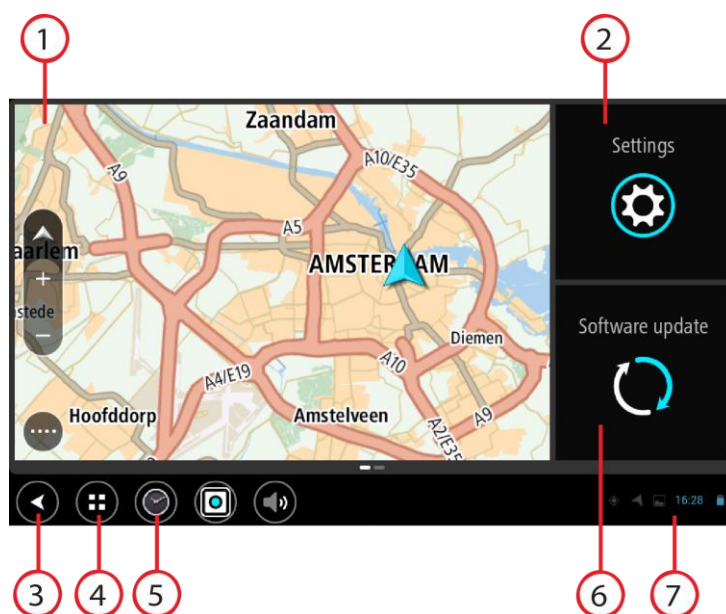 1
2
Zaandam
A10/E35
A9
Settings
A5
aarlem
AMSTERDAM
+
stede
−
Software update
Diemen
A10
A4/E19
Hoofddorp
Amstelveen
A9
A2/E35
16:28
3
4
5
6
7